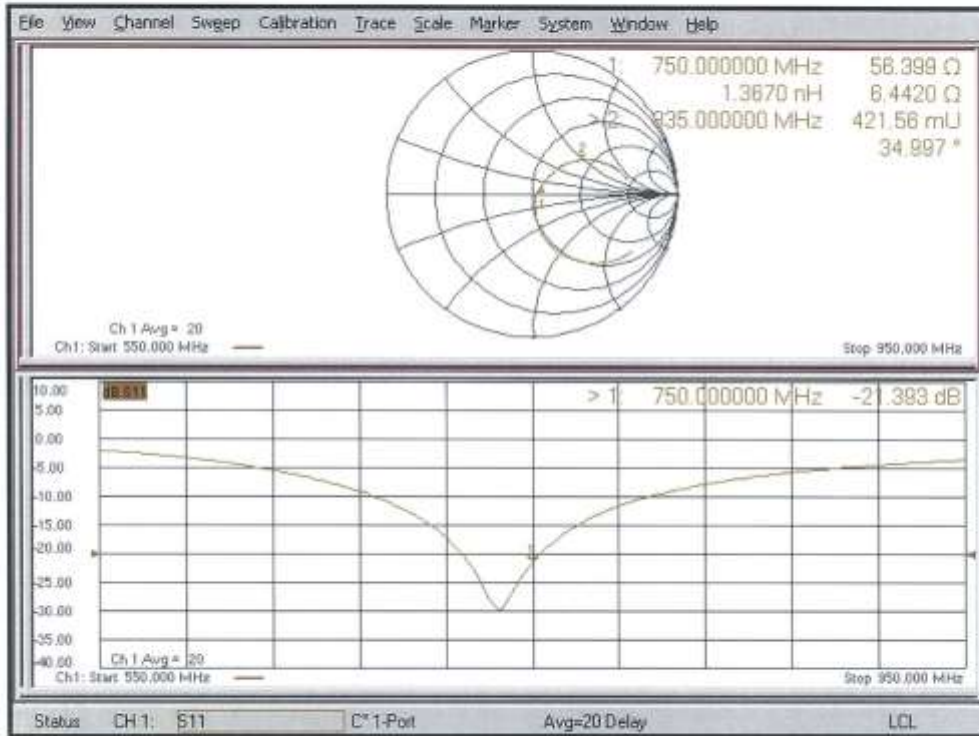 File View Channel Sweep Calibration Trace Scale Marker System Window Help
1: 750.000000 MHz 56.399 Ω
1.3670 nH 6.4420 Ω
> 2: 835.000000 MHz 421.56 mU
34.997 °
2
1
Ch 1 Avg = 20
Ch1: Start 550.000 MHz Stop 950.000 MHz
10.00 dB S11 > 1: 750.000000 MHz -21.393 dB
5.00
0.00
-5.00
-10.00
-15.00
-20.00
1
-25.00
-30.00
-35.00
-40.00 Ch 1 Avg = 20
Ch1: Start 550.000 MHz Stop 950.000 MHz
Status CH 1: S11 C* 1-Port Avg=20 Delay LCL